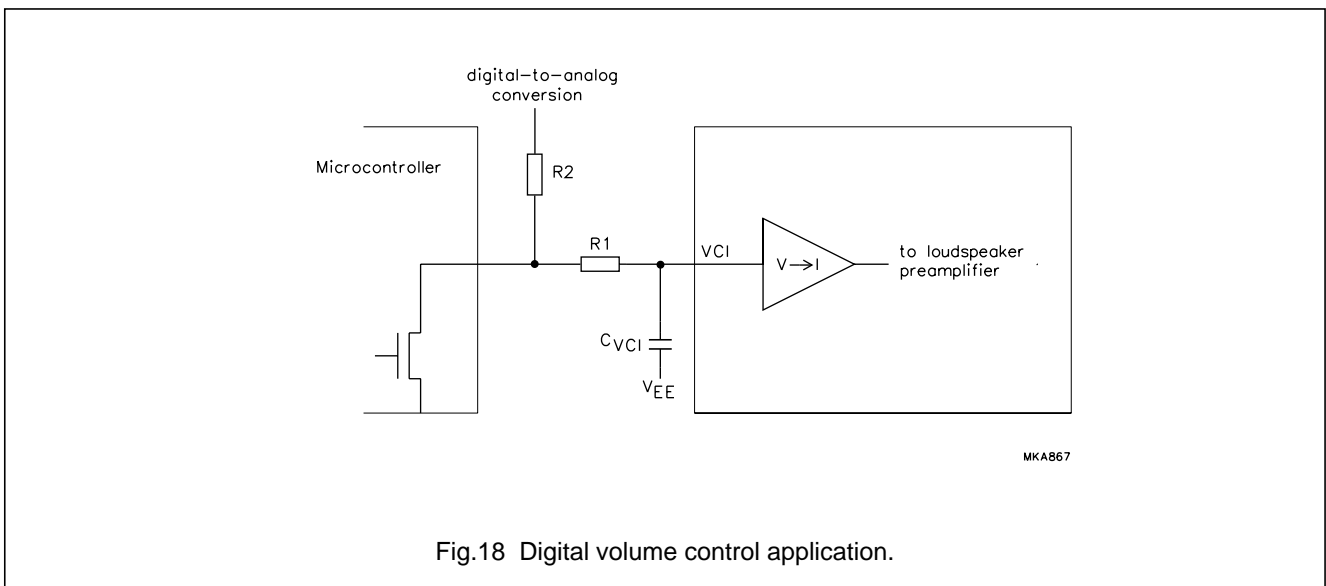 digital-to-analog
conversion
Microcontroller
R2
R1
VCI
V→I
to loudspeaker
preamplifier
CVCI
VEE
MKA867
Fig.18 Digital volume control application.